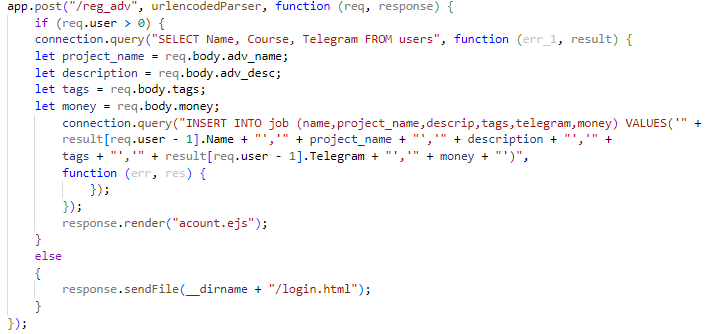 app.post("/reg_adv", urlencodedParser, function (req, response) {
if (req.user > 0) {
connection.query("SELECT Name, Course, Telegram FROM users", function (err_1, result) {
let project_name = req.body.adv_name;
let description = req.body.adv_desc;
let tags = req.body.tags;
let money = req.body.money;
connection.query("INSERT INTO job (name,project_name,descrip,tags,telegram,money) VALUES('" +
result[req.user - 1].Name + "','" + project_name + "','" + description + "','" +
tags + "','" + result[req.user - 1].Telegram + "','" + money + "')",
function (err, res) {
});
});
response.render("acount.ejs");
}
else
{
response.sendFile(__dirname + "/login.html");
}
});